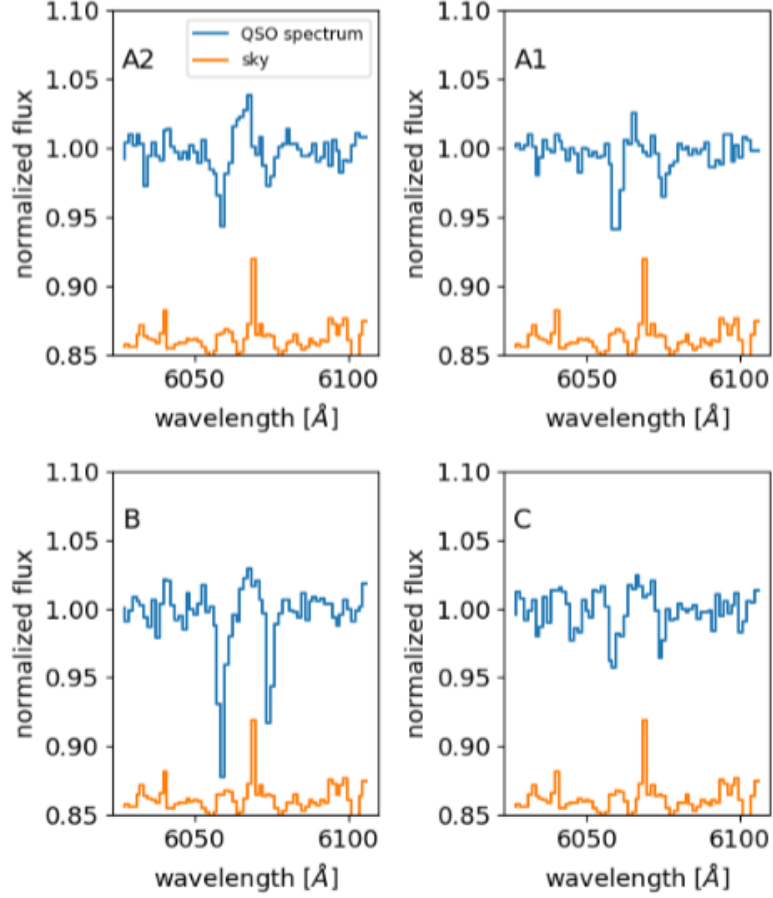 A2
QSO spectrum
sky
1.10
1.05
1.00
0.95
0.90
0.85
normalized flux
6050
6100
wavelength [Å]
A1
1.10
1.05
1.00
0.95
0.90
0.85
normalized flux
6050
6100
wavelength [Å]
B
1.10
1.05
1.00
0.95
0.90
0.85
normalized flux
6050
6100
wavelength [Å]
C
1.10
1.05
1.00
0.95
0.90
0.85
normalized flux
6050
6100
wavelength [Å]